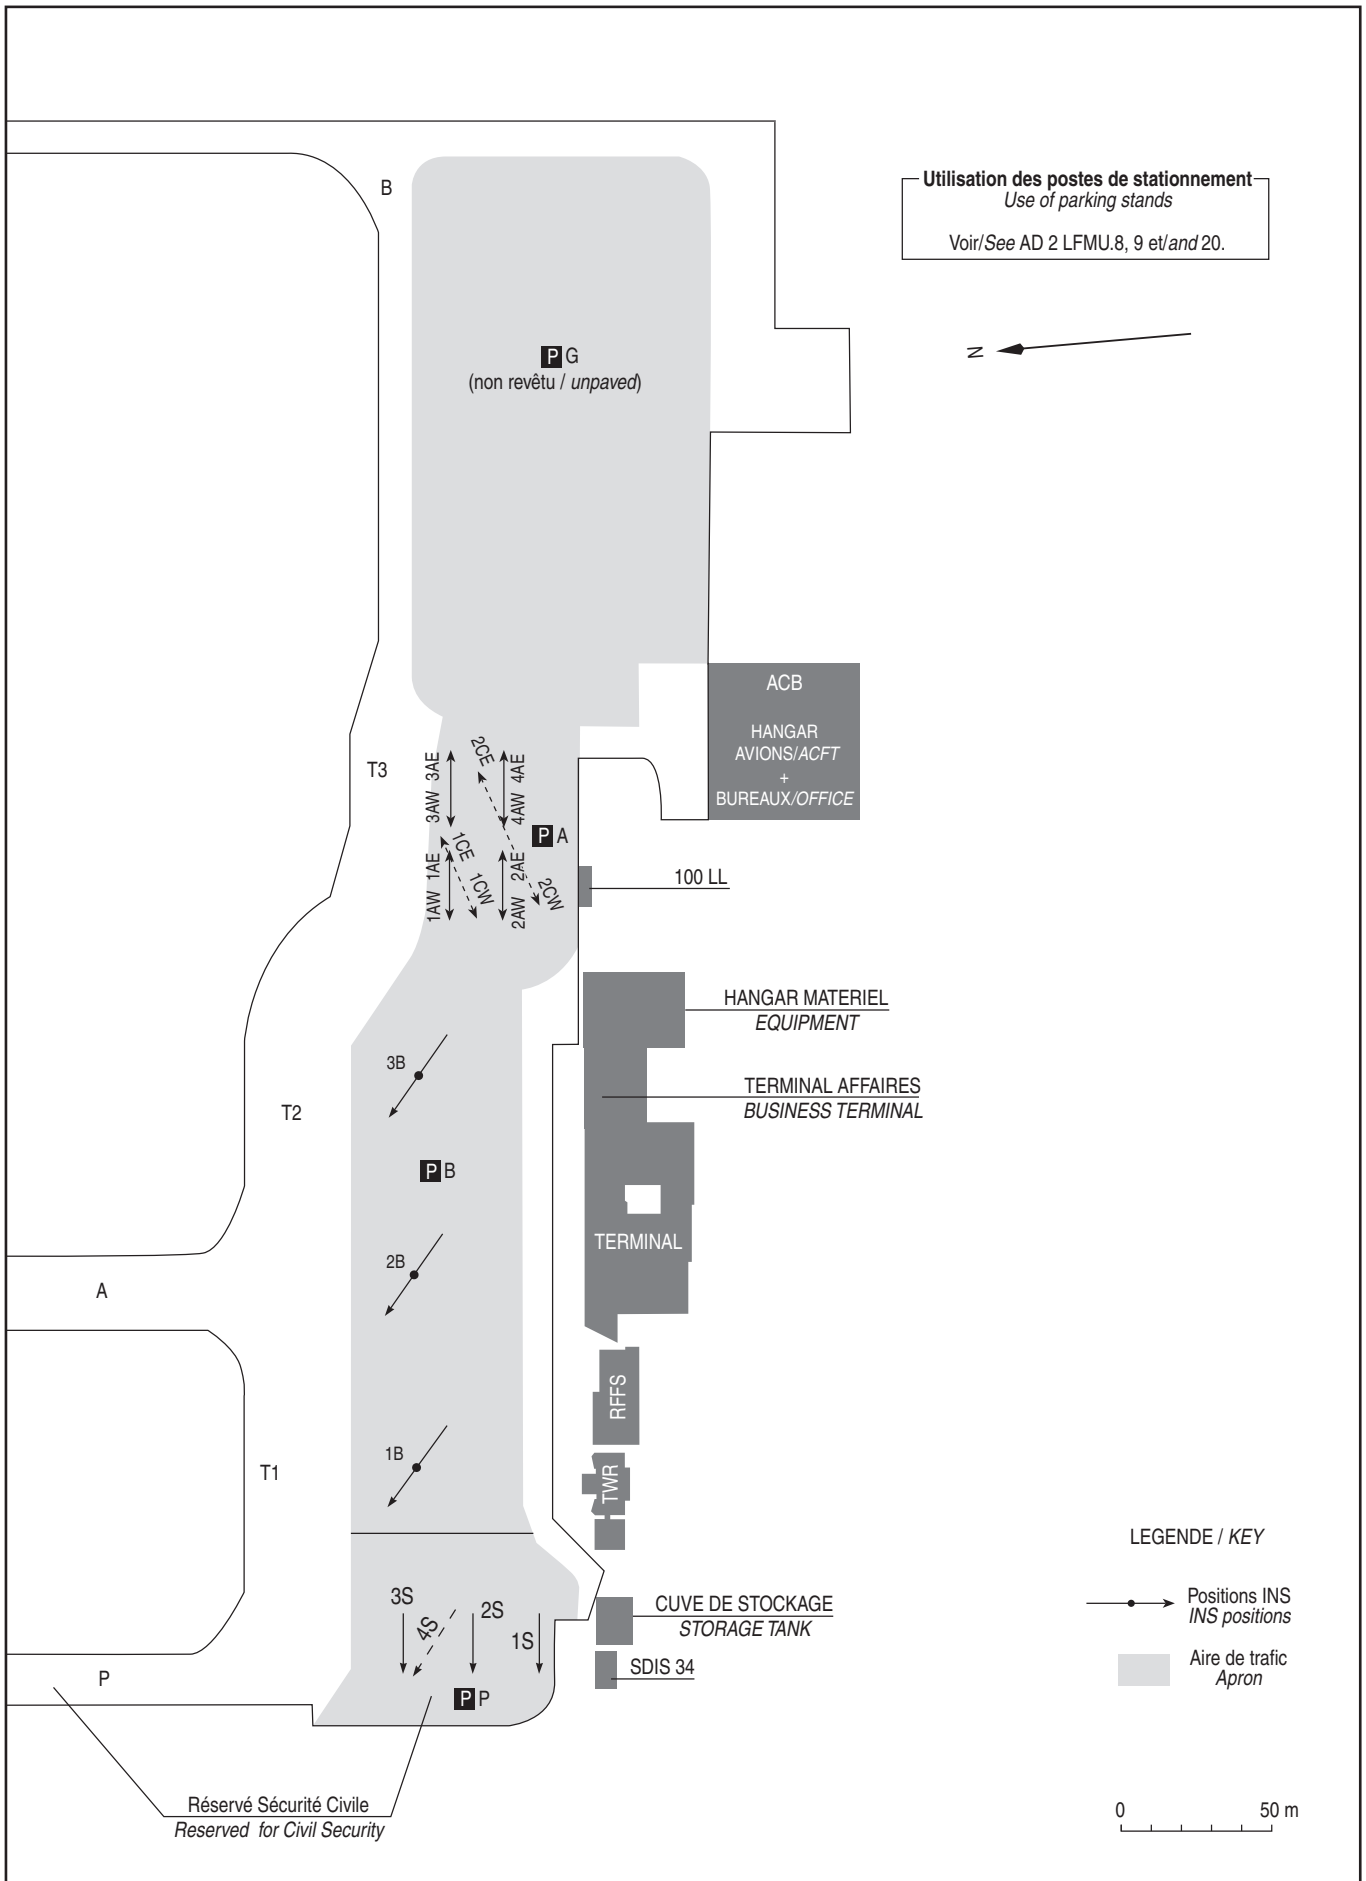 B
Utilisation des postes de stationnement
Use of parking stands
Voir/See AD 2 LFMU.8, 9 et/and 20.
N
P G
(non revêtu / unpaved)
ACB
HANGAR
AVIONS/ACFT
+
BUREAUX/OFFICE
T3
3AW 3AE
2CE
4AW 4AE
P A
1CE
1CW
1AW 1AE
2AW 2AE
2CW
100 LL
HANGAR MATERIEL
EQUIPMENT
3B
TERMINAL AFFAIRES
BUSINESS TERMINAL
T2
P B
TERMINAL
2B
A
RFFS
1B
T1
TWR
LEGENDE / KEY
Positions INS
INS positions
Aire de trafic
Apron
3S
4S
2S
1S
CUVE DE STOCKAGE
STORAGE TANK
SDIS 34
P
P P
Réservé Sécurité Civile
Reserved for Civil Security
0 50 m